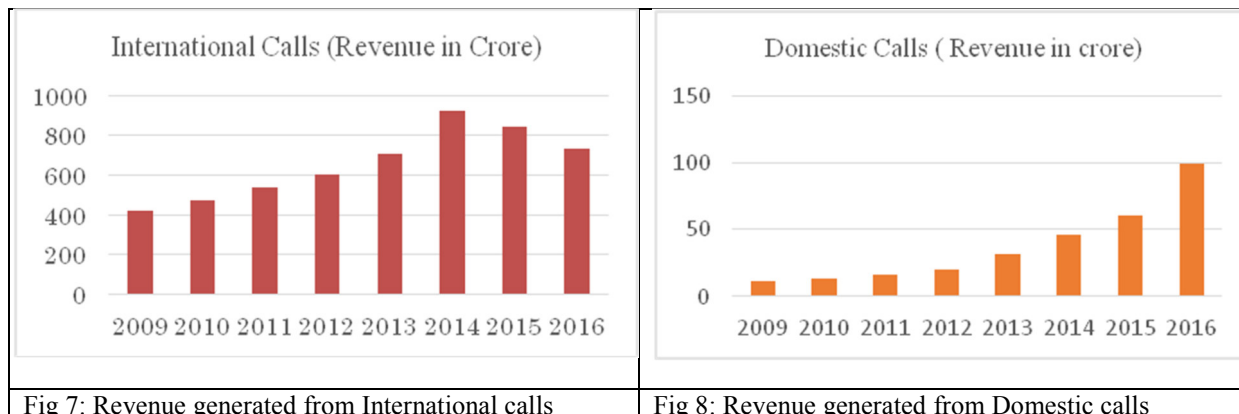 International Calls (Revenue in Crore)
1000
800
600
400
200
0
2009 2010 2011 2012 2013 2014 2015 2016
Fig 7: Revenue generated from International calls
Domestic Calls ( Revenue in crore)
150
100
50
0
2009 2010 2011 2012 2013 2014 2015 2016
Fig 8: Revenue generated from Domestic calls